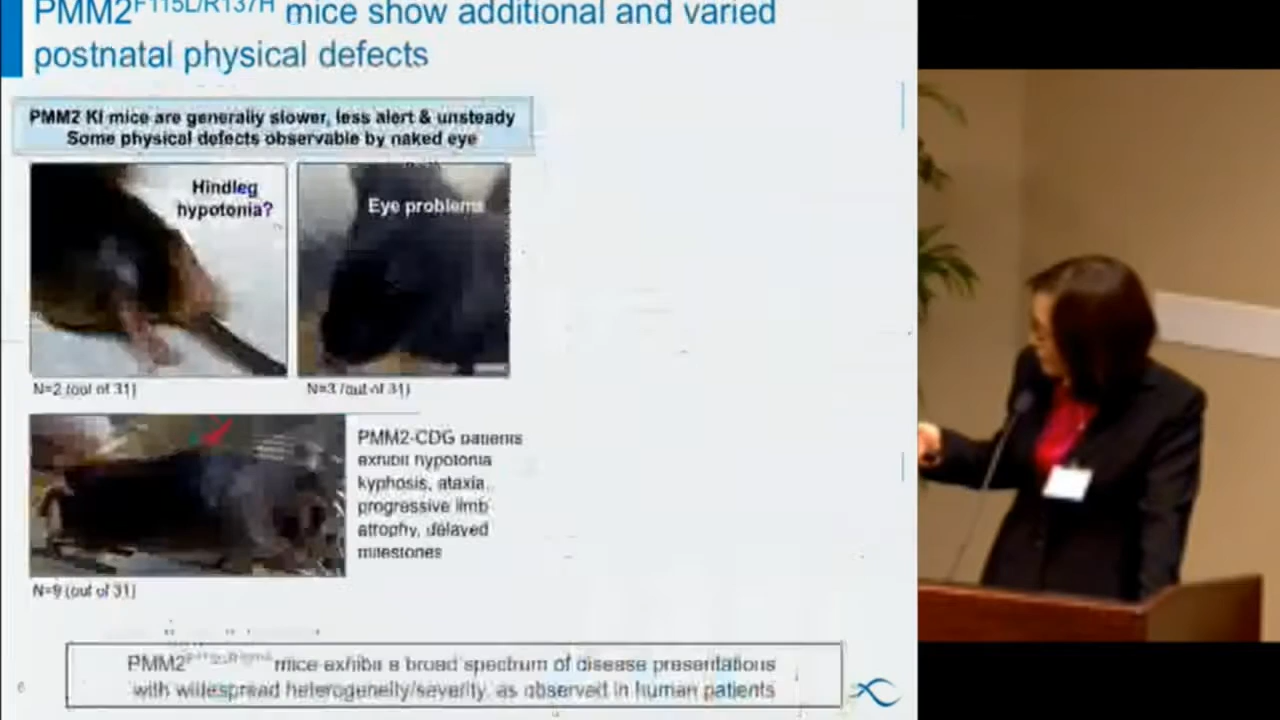 PMM2F115L/R137H mice show additional and varied
postnatal physical defects
PMM2 KI mice are generally slower, less alert & unsteady
Some physical defects observable by naked eye
Hindleg
hypotonia?
Eye problems
N=2 (out of 31)
N=3 (out of 31)
PMM2-CDG patients
exhibit hypotonia
kyphosis, ataxia,
progressive limb
atrophy, delayed
milestones
N=9 (out of 31)
PMM2 mice exhibit a broad spectrum of disease presentations
with widespread heterogeneity/severity, as observed in human patients
6